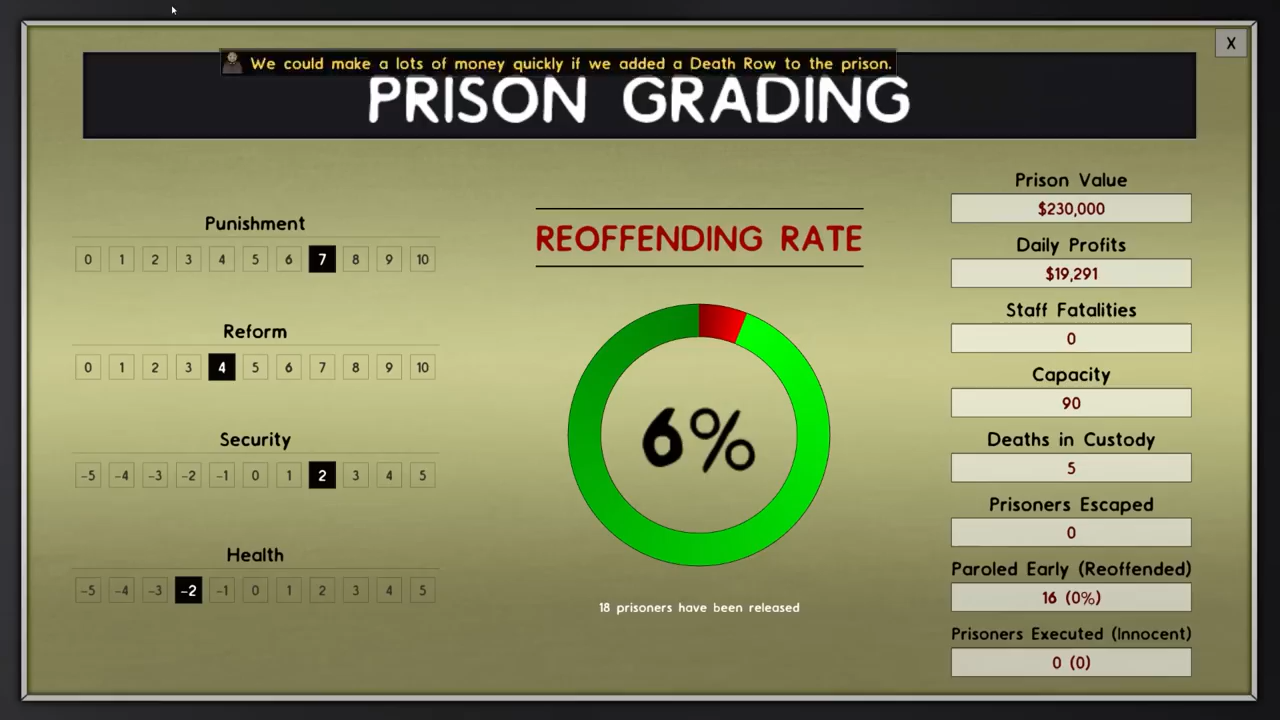 We could make a lots of money quickly if we added a Death Row to the prison.
X
PRISON GRADING
Punishment
0 1 2 3 4 5 6 7 8 9 10
Reform
0 1 2 3 4 5 6 7 8 9 10
Security
-5 -4 -3 -2 -1 0 1 2 3 4 5
Health
-5 -4 -3 -2 -1 0 1 2 3 4 5
REOFFENDING RATE
6%
18 prisoners have been released
Prison Value
$230,000
Daily Profits
$19,291
Staff Fatalities
0
Capacity
90
Deaths in Custody
5
Prisoners Escaped
0
Paroled Early (Reoffended)
16 (0%)
Prisoners Executed (Innocent)
0 (0)